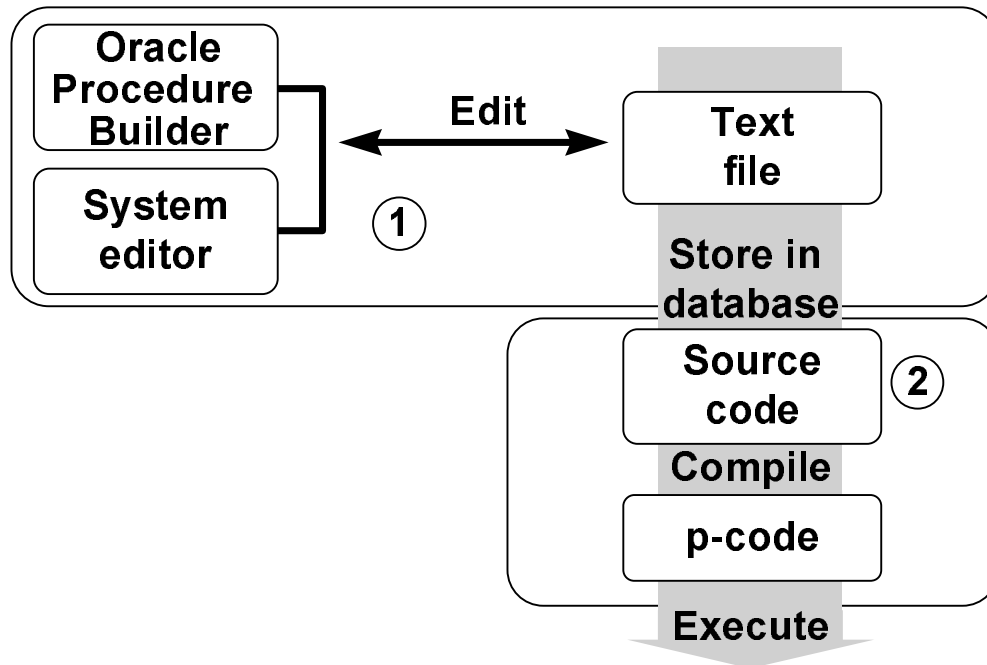 Oracle
Procedure
Builder
System
editor
Edit
1
Text
file
Store in
database
Source
code
2
Compile
p-code
Execute